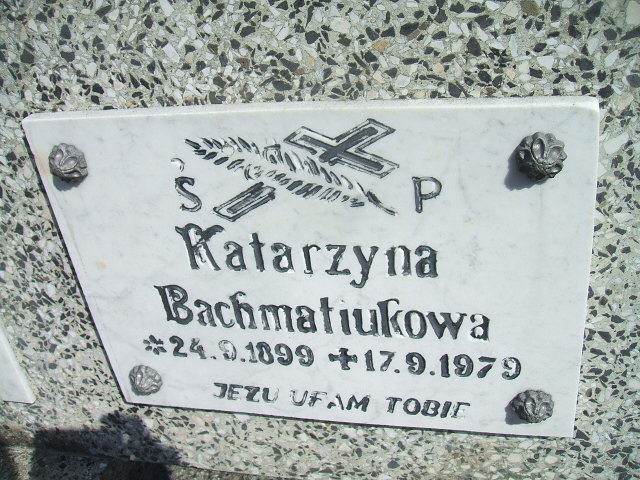 Ś P
Katarzyna
Bachmatiukowa
*24.9.1899 ✝17.9.1979
JEZU UFAM TOBIE